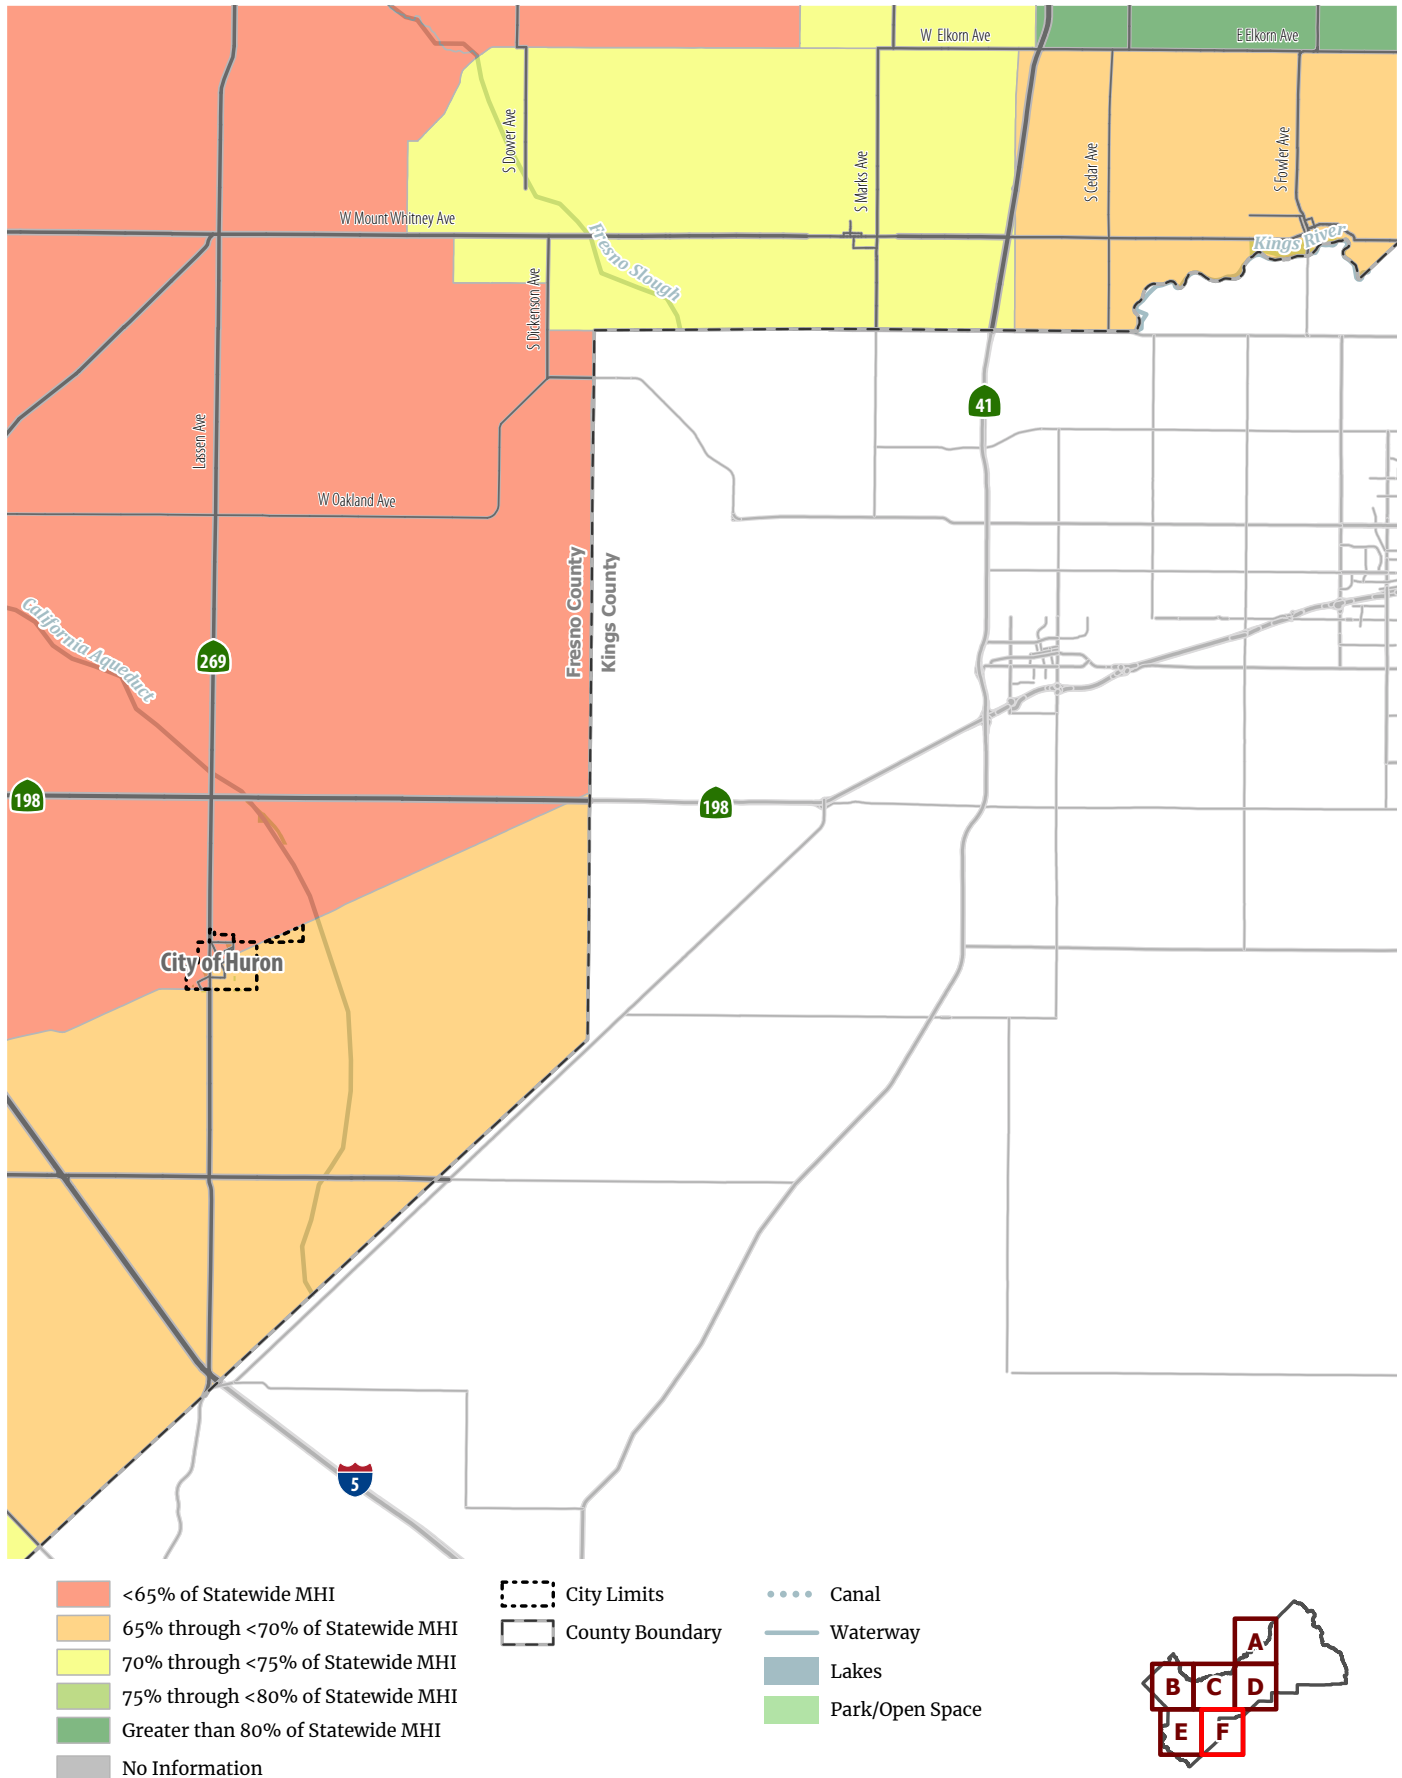 W Elkorn Ave
E Elkorn Ave
S Dower Ave
S Marks Ave
S Cedar Ave
S Fowler Ave
W Mount Whitney Ave
Fresno Slough
Kings River
S Dickenson Ave
41
Lassen Ave
W Oakland Ave
Fresno County
Kings County
California Aqueduct
269
198
198
City of Huron
5
<65% of Statewide MHI
65% through <70% of Statewide MHI
70% through <75% of Statewide MHI
75% through <80% of Statewide MHI
Greater than 80% of Statewide MHI
No Information
City Limits
County Boundary
Canal
Waterway
Lakes
Park/Open Space
A
B C D
E F